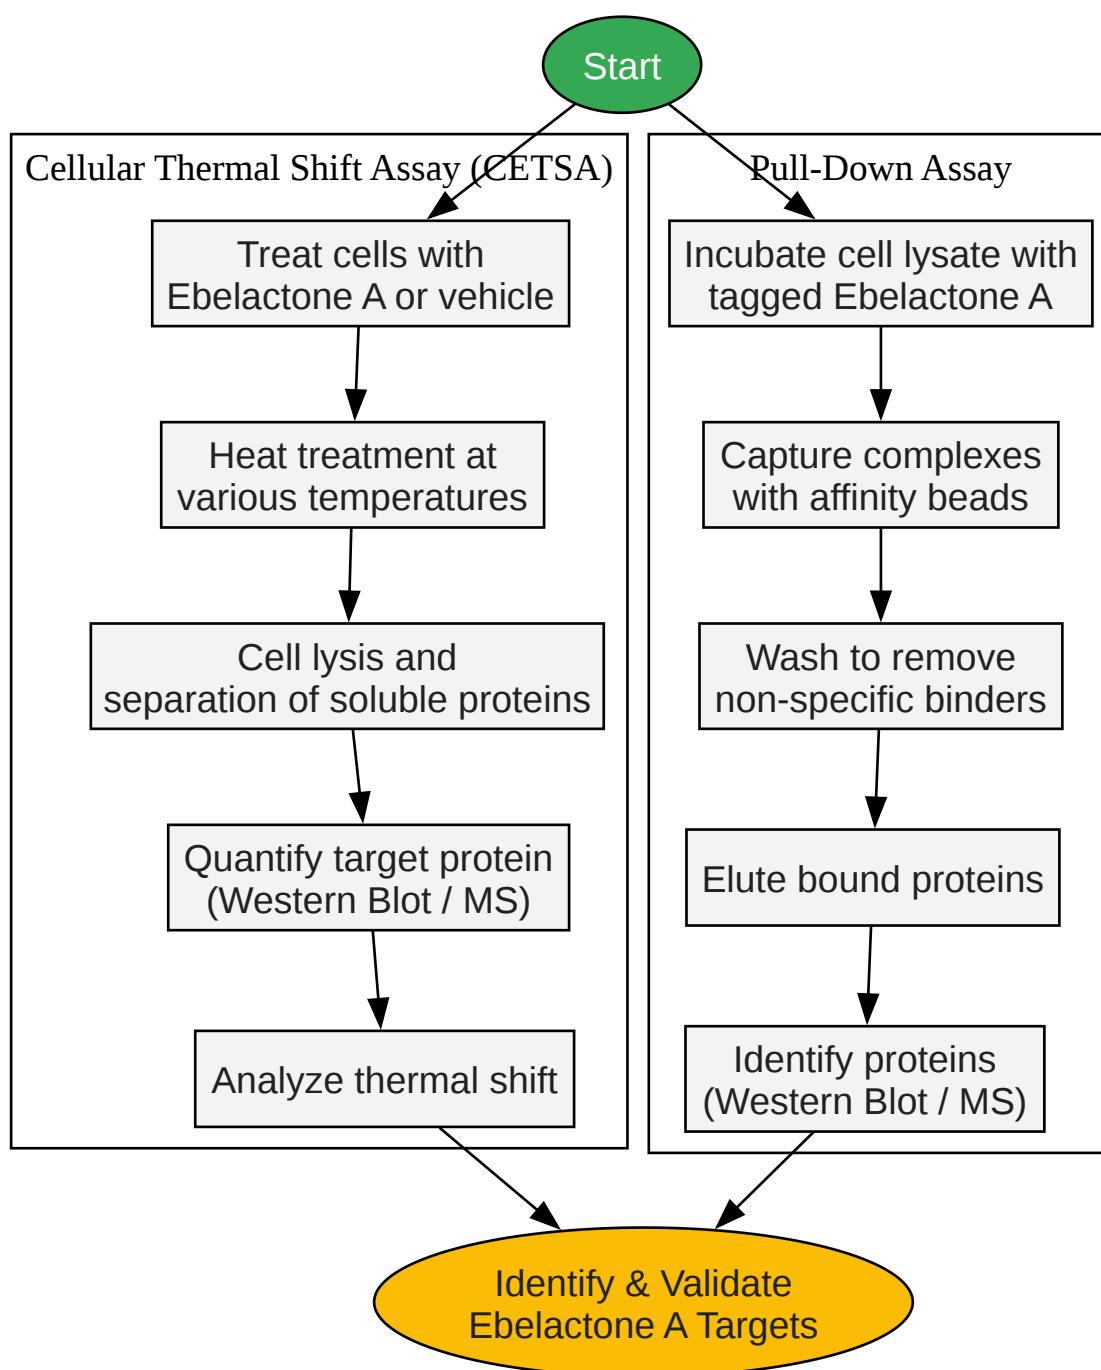 Start
Cellular Thermal Shift Assay (CETSA)
Treat cells with
Ebelactone A or vehicle
Heat treatment at
various temperatures
Cell lysis and
separation of soluble proteins
Quantify target protein
(Western Blot / MS)
Analyze thermal shift
Pull-Down Assay
Incubate cell lysate with
tagged Ebelactone A
Capture complexes
with affinity beads
Wash to remove
non-specific binders
Elute bound proteins
Identify proteins
(Western Blot / MS)
Identify & Validate
Ebelactone A Targets